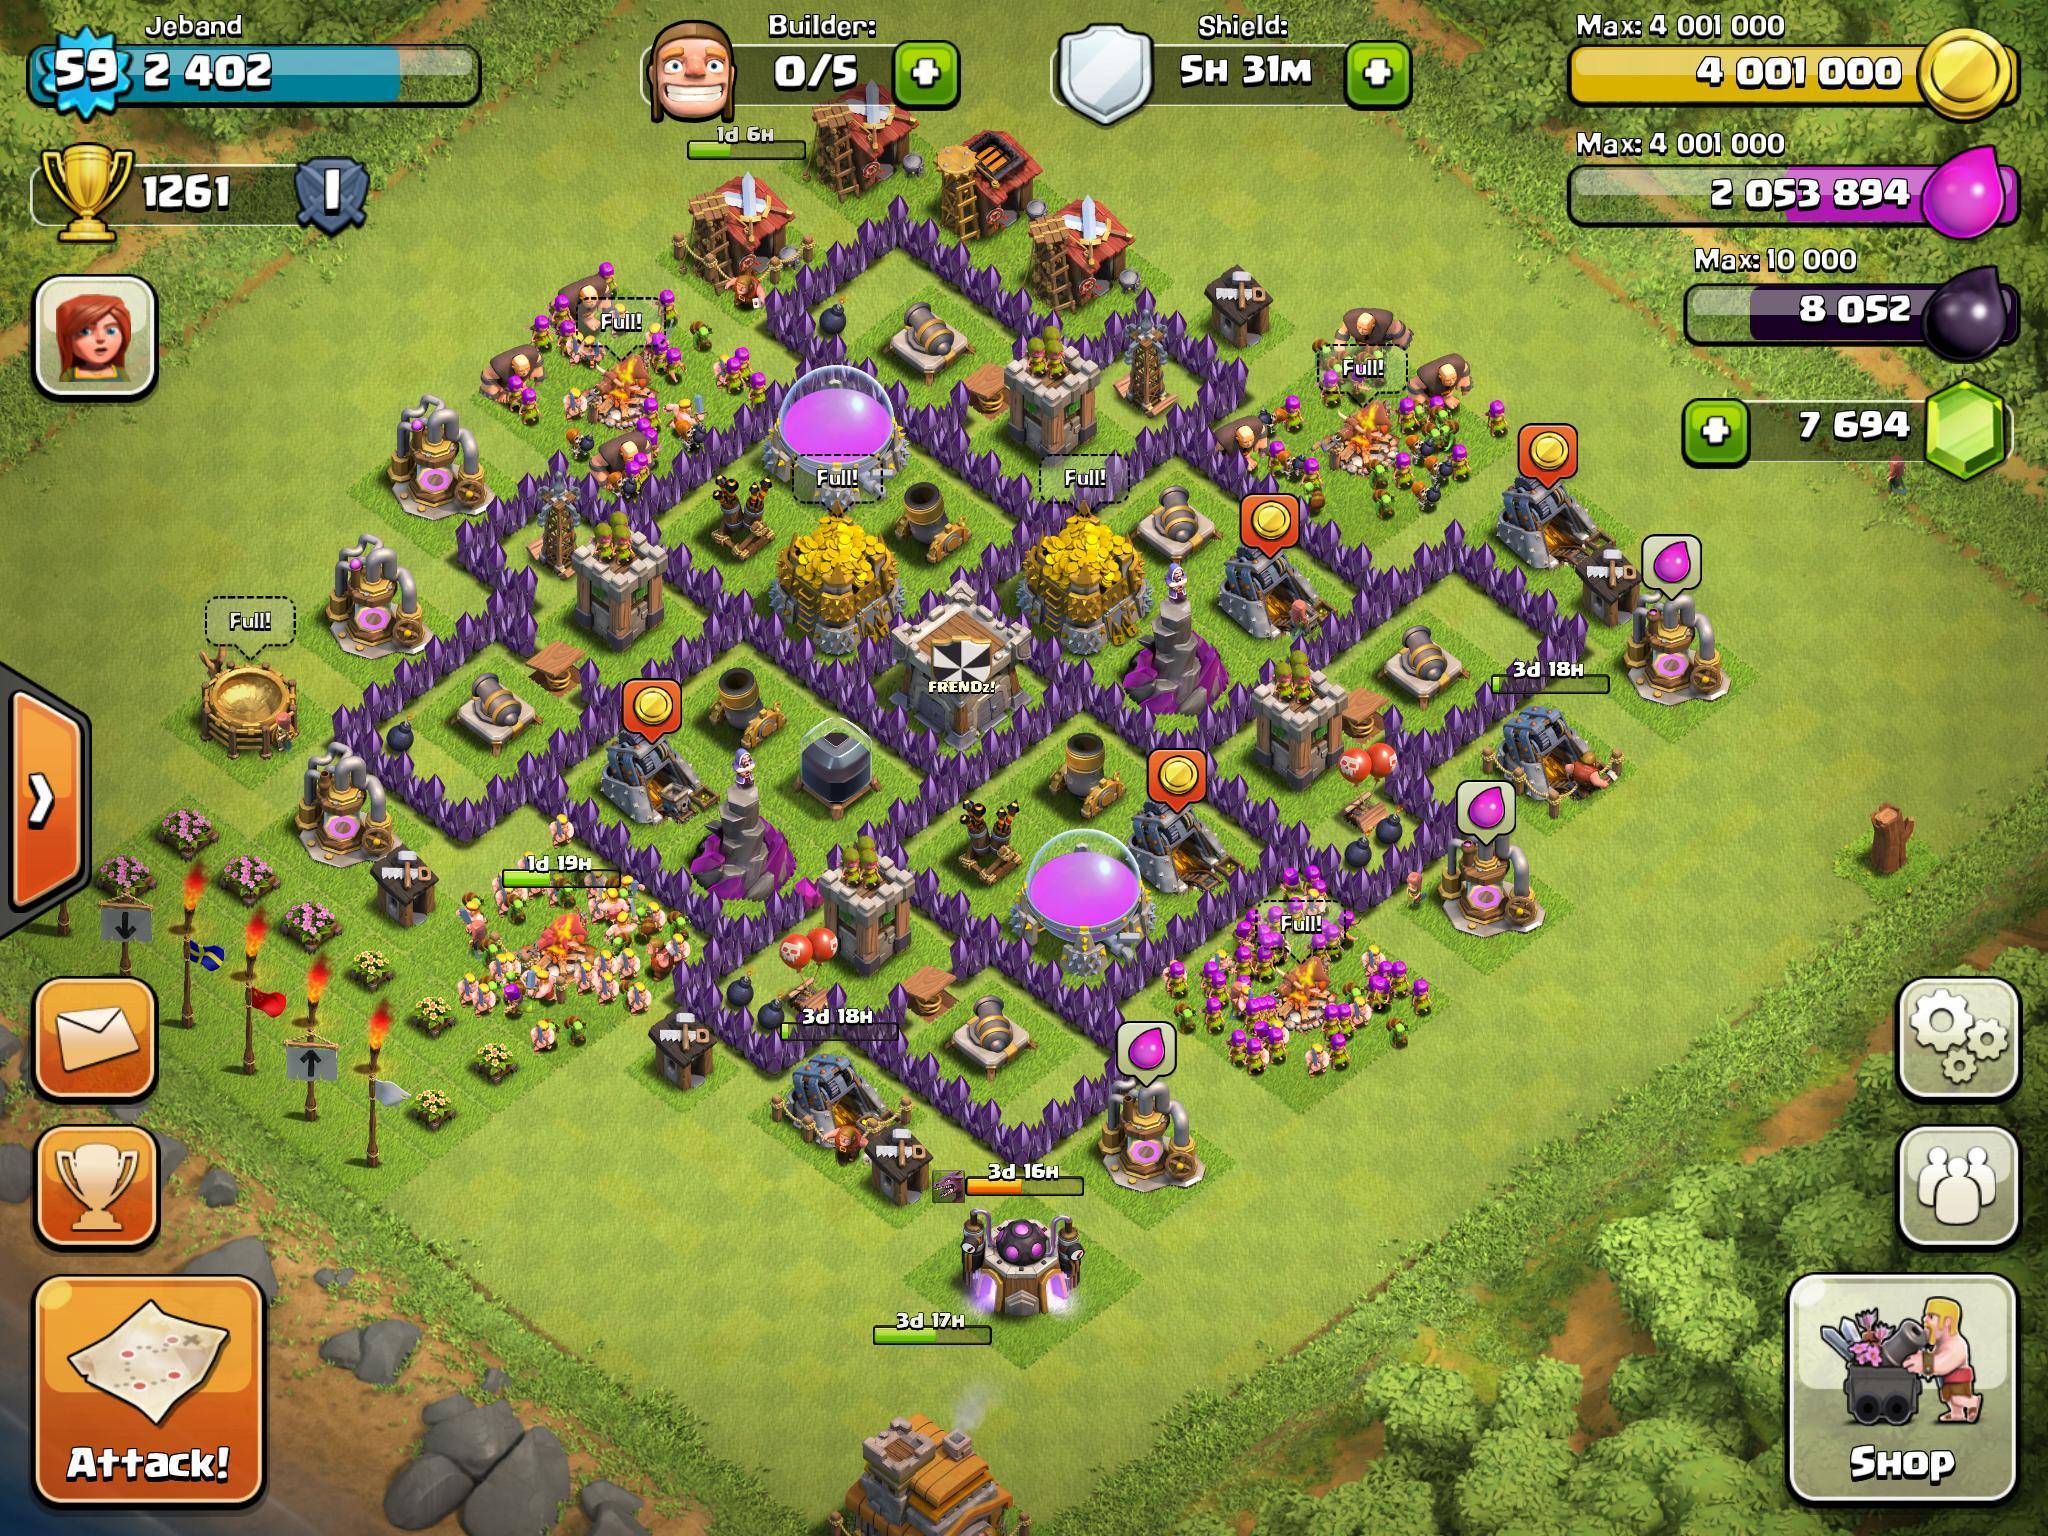 Jeband
59 2 402
Builder:
0/5
Shield:
5H 31M
Max: 4 001 000
4 001 000
1d 6H
1261
I
Max: 4 001 000
2 053 894
Max: 10 000
8 052
7 694
Full!
Full!
Full!
Full!
Full!
FRENDz!
3d 18H
1d 19H
Full!
3d 18H
3d 16H
3d 17H
Attack!
Shop